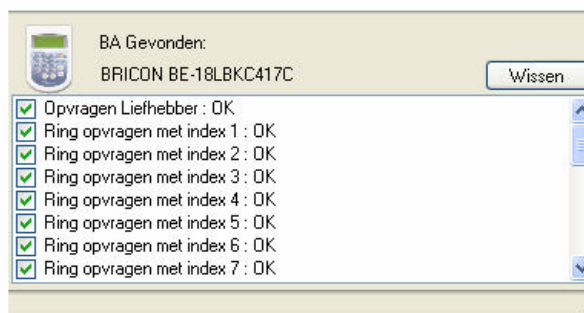 BA Gevonden:
BRICON BE-18LBKC417C
Wissen
Opvragen Liefhebber : OK
Ring opvragen met index 1 : OK
Ring opvragen met index 2 : OK
Ring opvragen met index 3 : OK
Ring opvragen met index 4 : OK
Ring opvragen met index 5 : OK
Ring opvragen met index 6 : OK
Ring opvragen met index 7 : OK